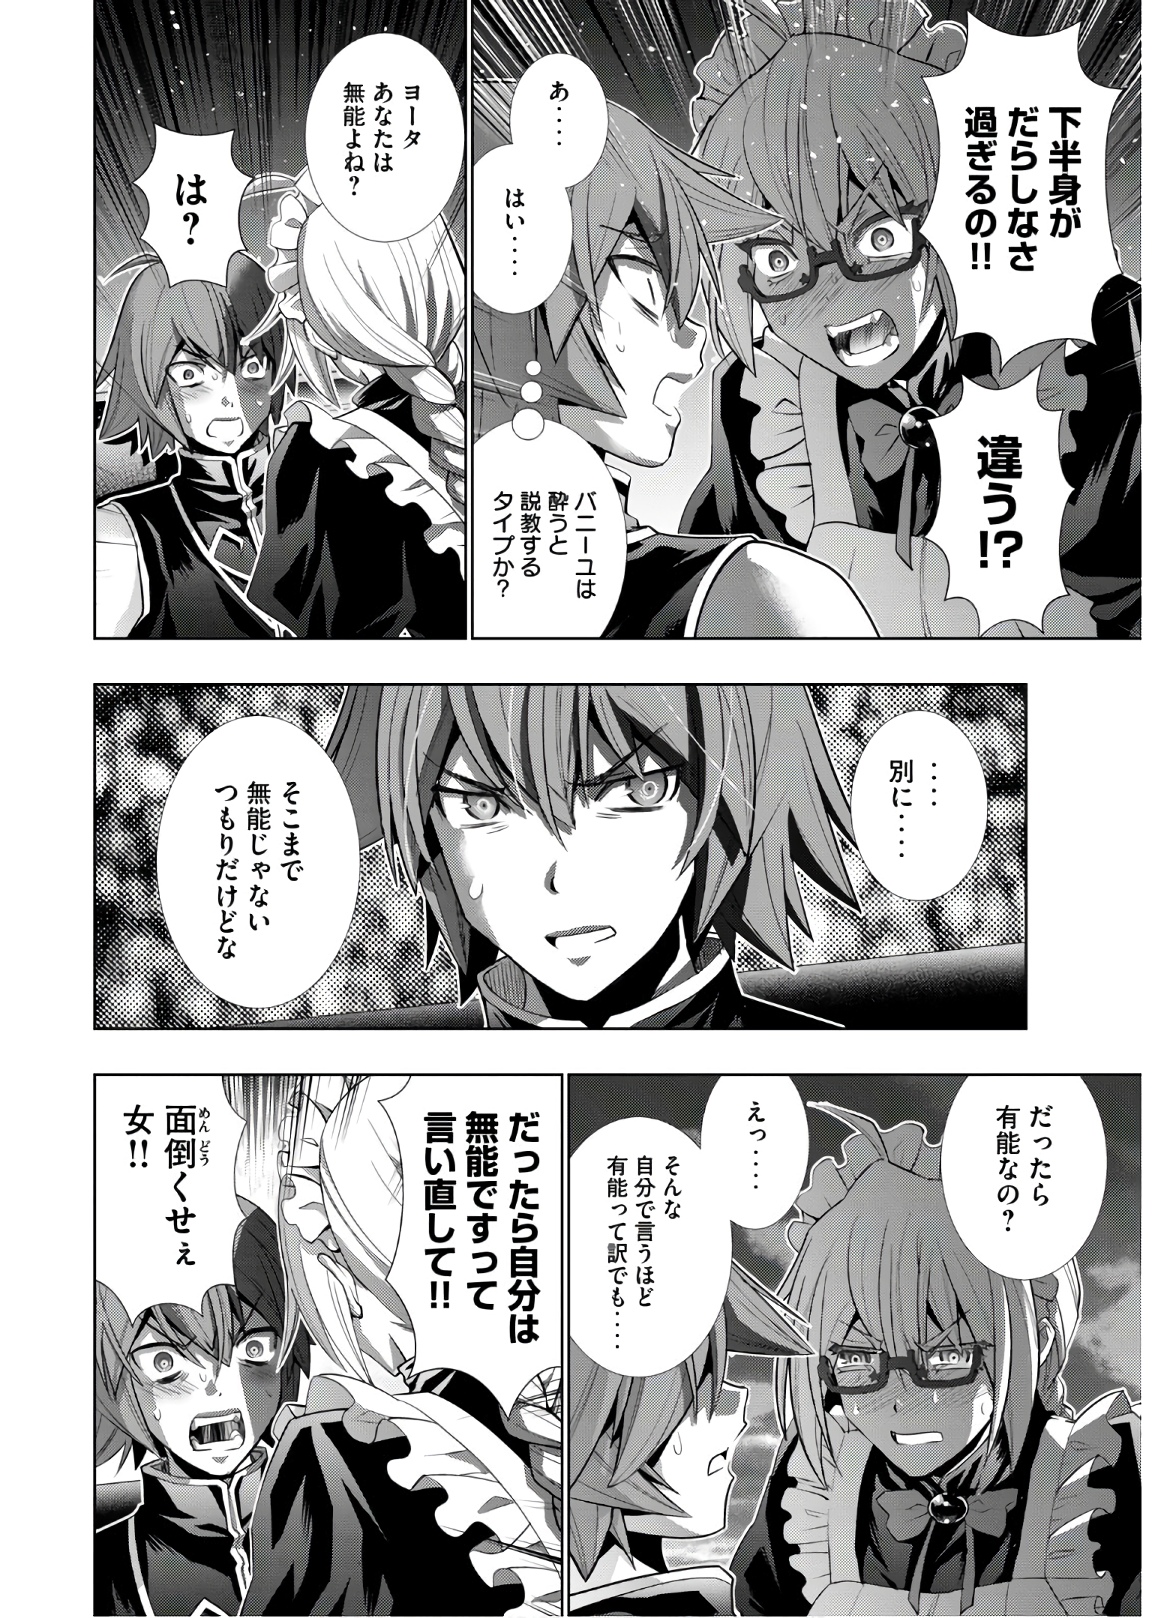 下半身が
だらしなさ
過ぎるの!!
違う!?
あ‥‥
はい‥‥
バニーユは
酔うと
説教する
タイプか？
ヨータ
あなたは
無能よね？
は？
‥‥
別に‥‥
そこまで
無能じゃない
つもりだけどな
だったら
有能なの？
えっ‥‥
そんな
自分で言うほど
有能って訳でも‥‥
だったら自分は
無能ですって
言い直して!!
面倒くせぇ
めんどう
女!!